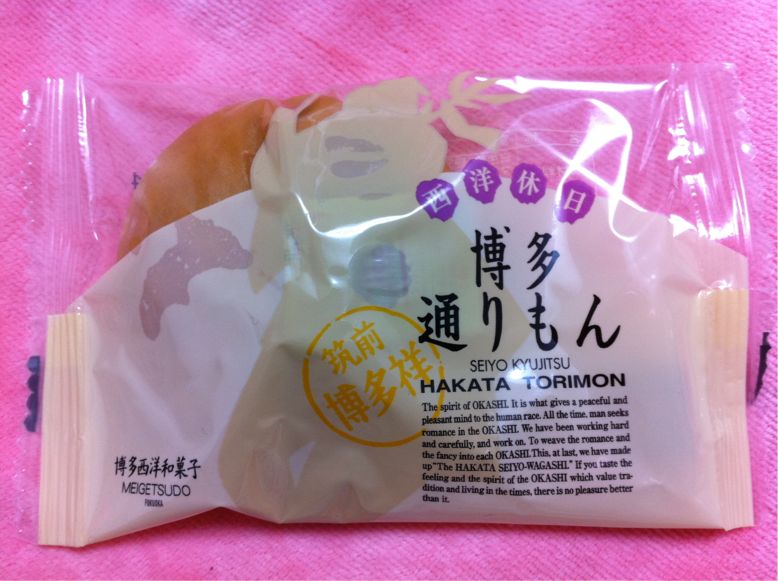 西洋休日
博多
通りもん
SEIYO KYUJITSU
HAKATA TORIMON
The spirit of OKASHI. It is what gives a peaceful and
pleasant mind to the human race. All the time. man seeks
romance in the OKASHI. We have been working hard
and carefully, and work on. To weave the romance and
the fancy into each OKASHI. This, at last, we have made
up "The HAKATA SEIYO-WAGASHI." If you taste the
feeling and the spirit of the OKASHI which value tra-
dition and living in the times, there is no pleasure better
than it.
筑前
博多祥
博多西洋和菓子
MEIGETSUDO
FUKUOKA